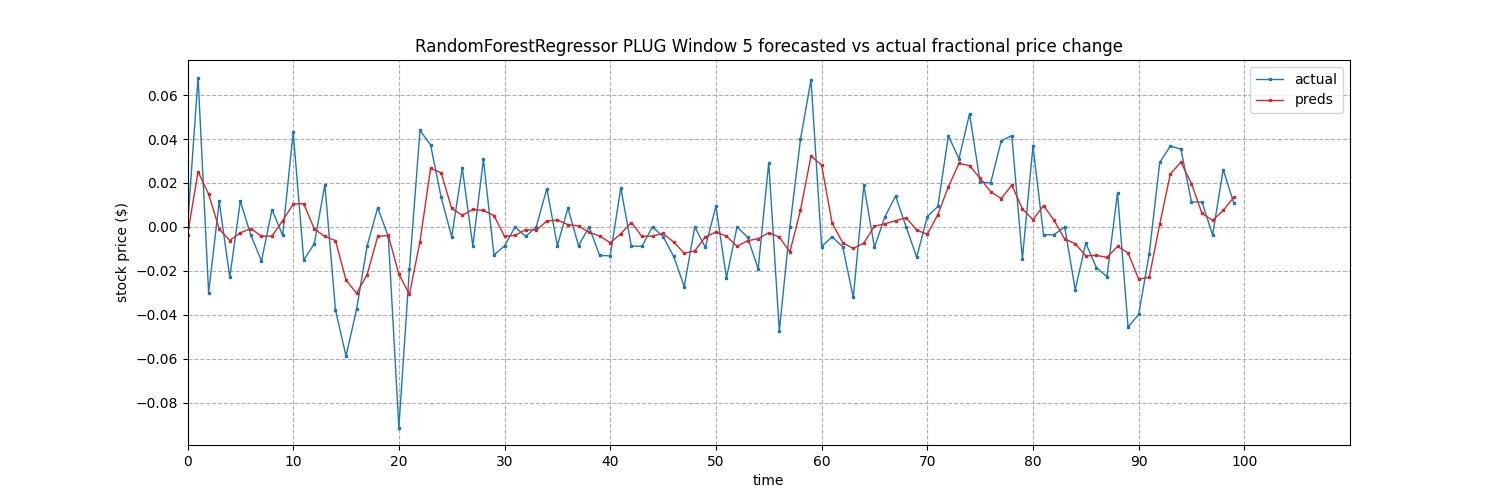 RandomForestRegressor PLUG Window 5 forecasted vs actual fractional price change
actual
preds
stock price ($)
0.06
0.04
0.02
0.00
−0.02
−0.04
−0.06
−0.08
0 10 20 30 40 50 60 70 80 90 100
time